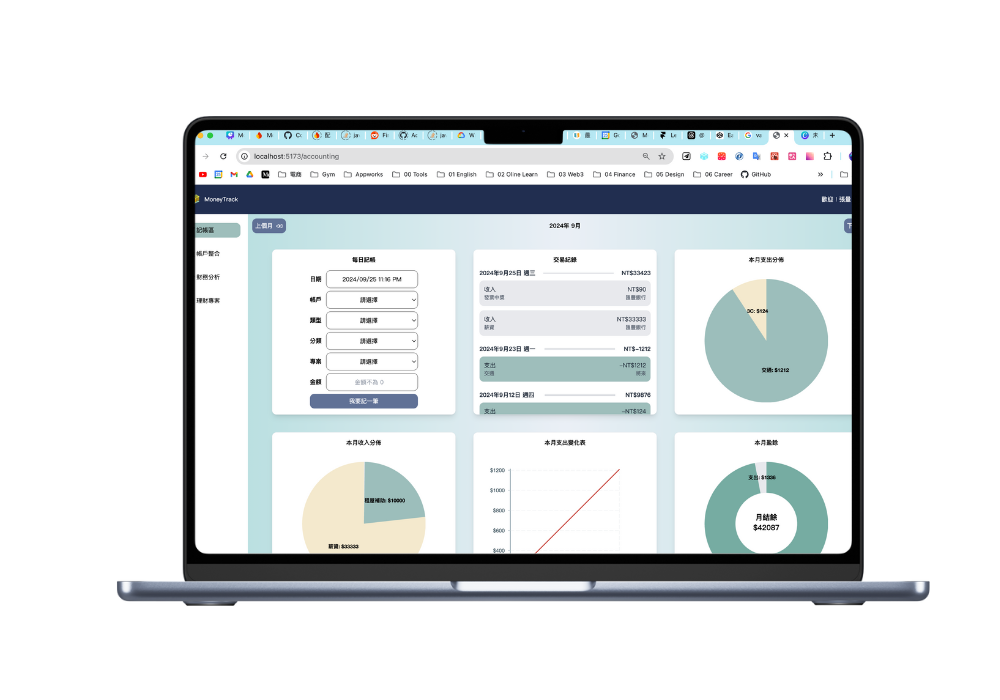 localhost:5173/accounting
電商
Gym
Appworks
00 Tools
01 English
02 Oline Learn
03 Web3
04 Finance
05 Design
06 Career
GitHub
MoneyTrack
歡迎！張量
記帳區
帳戶整合
財務分析
理財專案
上個月
2024年 9月
下
每日記帳
日期 2024/09/25 11:16 PM
帳戶 請選擇
類型 請選擇
分類 請選擇
專案 請選擇
金額 金額不為 0
我要記一筆
交易紀錄
2024年9月25日 週三 NT$33423
收入 NT$90
發票中獎 匯豐銀行
收入 NT$33333
薪資 匯豐銀行
2024年9月23日 週一 NT$-1212
支出 -NT$1212
交通
2024年9月12日 週四 NT$9876
支出 -NT$124
本月支出分佈
3C: $124
交通: $1212
本月收入分佈
租屋補助: $10000
薪資: $33333
本月支出變化表
$1200
$1000
$800
$600
$400
本月盈餘
支出: $1336
月結餘
$42087